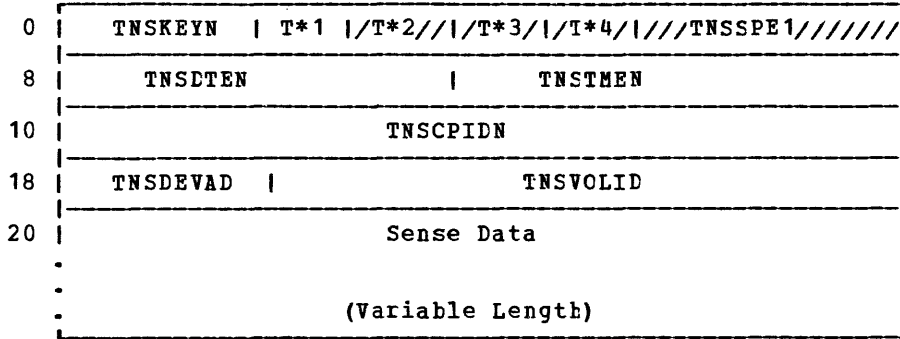 0 | TNSKEYN | T*1 |/T*2//|/T*3/|/T*4/|///TNSSPE1///////
8 | TNSDTEN | TNSTMEN
10 | TNSCPIDN
18 | TNSDEVAD | TNSVOLID
20 | Sense Data
(Variable Length)